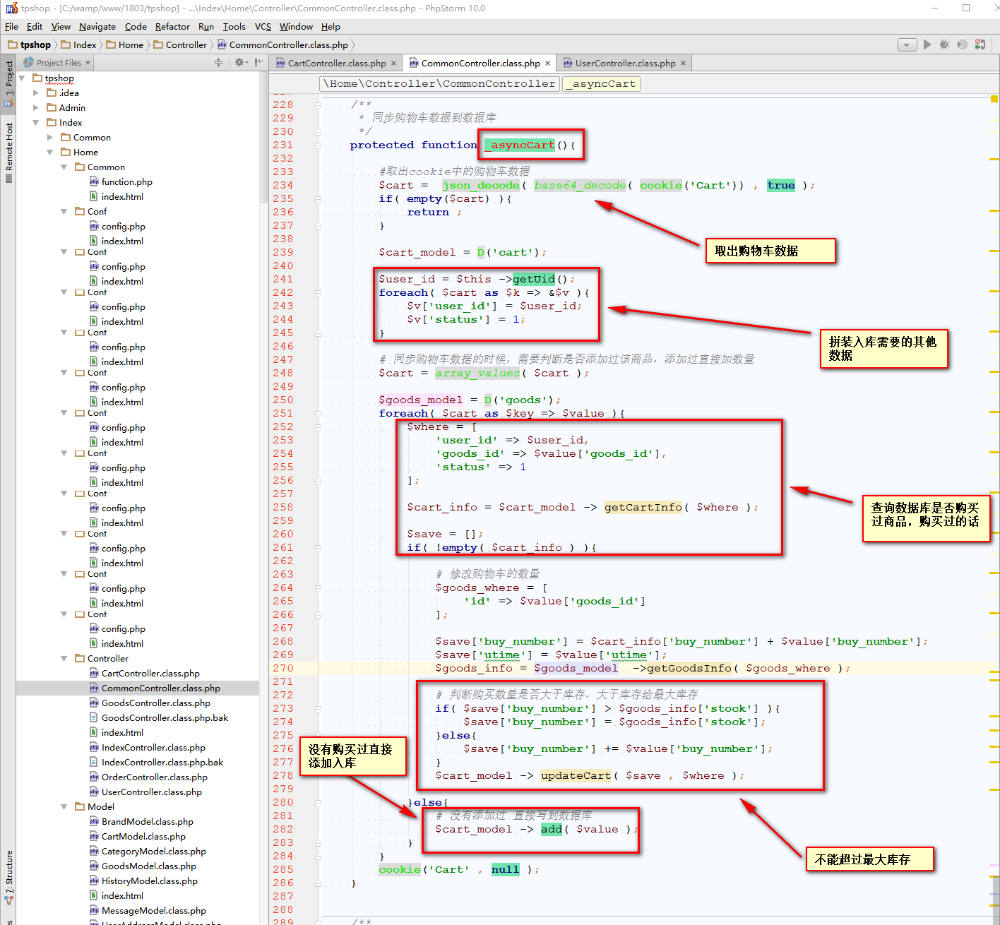 tpshop - [C:/wamp/www/1803/tpshop] - ...\Index\Home\Controller\CommonController.class.php - PhpStorm 10.0
File Edit View Navigate Code Refactor Run Tools VCS Window Help
tpshop Index Home Controller CommonController.class.php
1: Project
Remote Host
7: Structure
Project Files
tpshop
.idea
Admin
Index
Common
Home
Common
function.php
index.html
Conf
config.php
index.html
Conf
config.php
index.html
Conf
config.php
index.html
Conf
config.php
index.html
Conf
config.php
index.html
Conf
config.php
index.html
Conf
config.php
index.html
Conf
config.php
index.html
Conf
config.php
index.html
Conf
config.php
index.html
Conf
config.php
index.html
Controller
CartController.class.php
CommonController.class.php
GoodsController.class.php
GoodsController.class.php.bak
index.html
IndexController.class.php
IndexController.class.php.bak
OrderController.class.php
UserController.class.php
Model
BrandModel.class.php
CartModel.class.php
CategoryModel.class.php
GoodsModel.class.php
HistoryModel.class.php
index.html
MessageModel.class.php
UserAddressModel.class.php
CartController.class.php CommonController.class.php UserController.class.php
\Home\Controller\CommonController _asyncCart
228 /**
229 * 同步购物车数据到数据库
230 */
231 protected function _asyncCart(){
232
233 #取出cookie中的购物车数据
234 $cart = json_decode( base64_decode( cookie('Cart')) , true );
235 if( empty($cart) ){
236 return ;
237 }
238
239 $cart_model = D('cart');
240
241 $user_id = $this ->getUid();
242 foreach( $cart as $k => &$v ){
243 $v['user_id'] = $user_id;
244 $v['status'] = 1;
245 }
246
247 # 同步购物车数据的时候，需要判断是否添加过该商品，添加过直接加数量
248 $cart = array_values( $cart );
249
250 $goods_model = D('goods');
251 foreach( $cart as $key => $value ){
252 $where = [
253 'user_id' => $user_id,
254 'goods_id' => $value['goods_id'],
255 'status' => 1
256 ];
257
258 $cart_info = $cart_model -> getCartInfo( $where );
259
260 $save = [];
261 if( !empty( $cart_info ) ){
262
263 # 修改购物车的数量
264 $goods_where = [
265 'id' => $value['goods_id']
266 ];
267
268 $save['buy_number'] = $cart_info['buy_number'] + $value['buy_number'];
269 $save['utime'] = $value['utime'];
270 $goods_info = $goods_model ->getGoodsInfo( $goods_where );
271
272 # 判断购买数量是否大于库存，大于库存给最大库存
273 if( $save['buy_number'] > $goods_info['stock'] ){
274 $save['buy_number'] = $goods_info['stock'];
275 }else{
276 $save['buy_number'] += $value['buy_number'];
277 }
278 $cart_model -> updateCart( $save , $where );
279
280 }else{
281 # 没有添加过 直接写到数据库
282 $cart_model -> add( $value );
283 }
284 }
285 cookie('Cart' , null );
286 }
287
288
289 /**
取出购物车数据
拼装入库需要的其他
数据
查询数据库是否购买
过商品，购买过的话
没有购买过直接
添加入库
不能超过最大库存